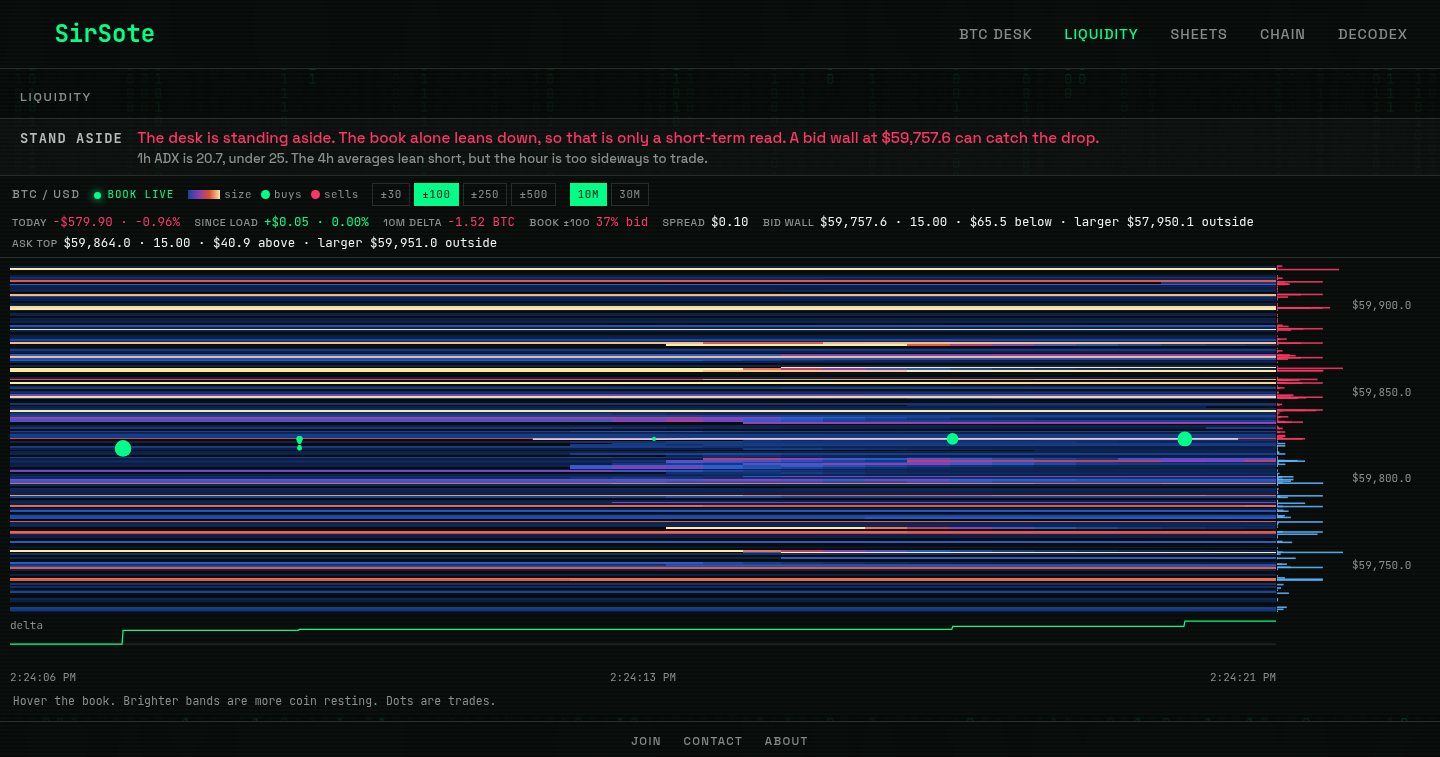 SirSote
BTC DESK LIQUIDITY SHEETS CHAIN DECODEX
LIQUIDITY
STAND ASIDE The desk is standing aside. The book alone leans down, so that is only a short-term read. A bid wall at $59,757.6 can catch the drop.
1h ADX is 20.7, under 25. The 4h averages lean short, but the hour is too sideways to trade.
BTC / USD BOOK LIVE size buys sells ±30 ±100 ±250 ±500 10M 30M
TODAY -$579.90 · -0.96% SINCE LOAD +$0.05 · 0.00% 10M DELTA -1.52 BTC BOOK ±100 37% bid SPREAD $0.10 BID WALL $59,757.6 · 15.00 · $65.5 below · larger $57,950.1 outside
ASK TOP $59,864.0 · 15.00 · $40.9 above · larger $59,951.0 outside
$59,900.0
$59,850.0
$59,800.0
$59,750.0
delta
2:24:06 PM 2:24:13 PM 2:24:21 PM
Hover the book. Brighter bands are more coin resting. Dots are trades.
JOIN CONTACT ABOUT